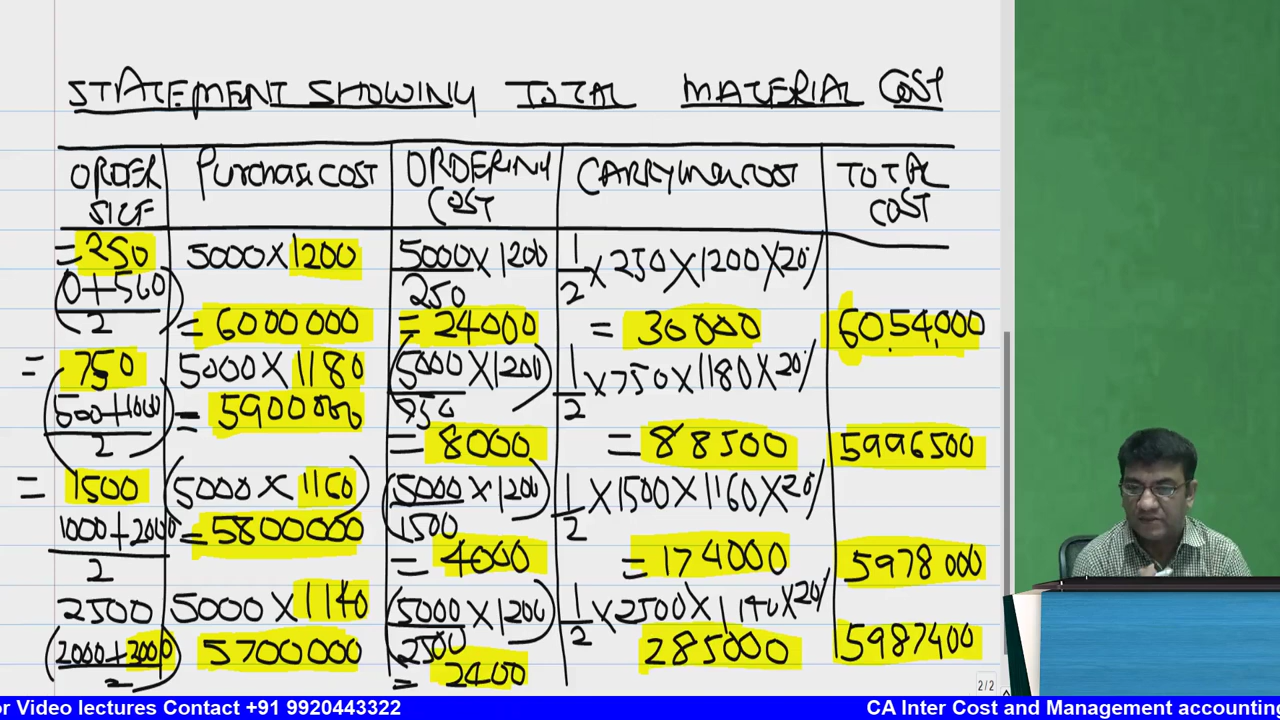 STATEMENT SHOWING TOTAL MATERIAL COST
ORDER SIZE | Purchase cost | ORDERING COST | CARRYING COST | TOTAL COST
= 250 | 5000 × 1200 | 5000/250 × 1200 | 1/2 × 250 × 1200 × 20%
(0 + 500)/2 | = 6000000 | = 24000 | = 30000 | 60,54,000
= 750 | 5000 × 1180 | (5000/750 × 1200) | 1/2 × 750 × 1180 × 20%
(500 + 1000)/2 | = 5900000 | = 8000 | = 88500 | 5996500
= 1500 | (5000 × 1160) | (5000/1500 × 1200) | 1/2 × 1500 × 1160 × 20%
1000 + 2000/2 | = 5800000 | = 4000 | = 174000 | 5978000
2500 | 5000 × 1140 | (5000/2500 × 1200) | 1/2 × 2500 × 1140 × 20%
(2000 + 3000)/2 | 5700000 | = 2400 | 285000 | 5987400
2/2
or Video lectures Contact +91 9920443322
CA Inter Cost and Management accounting